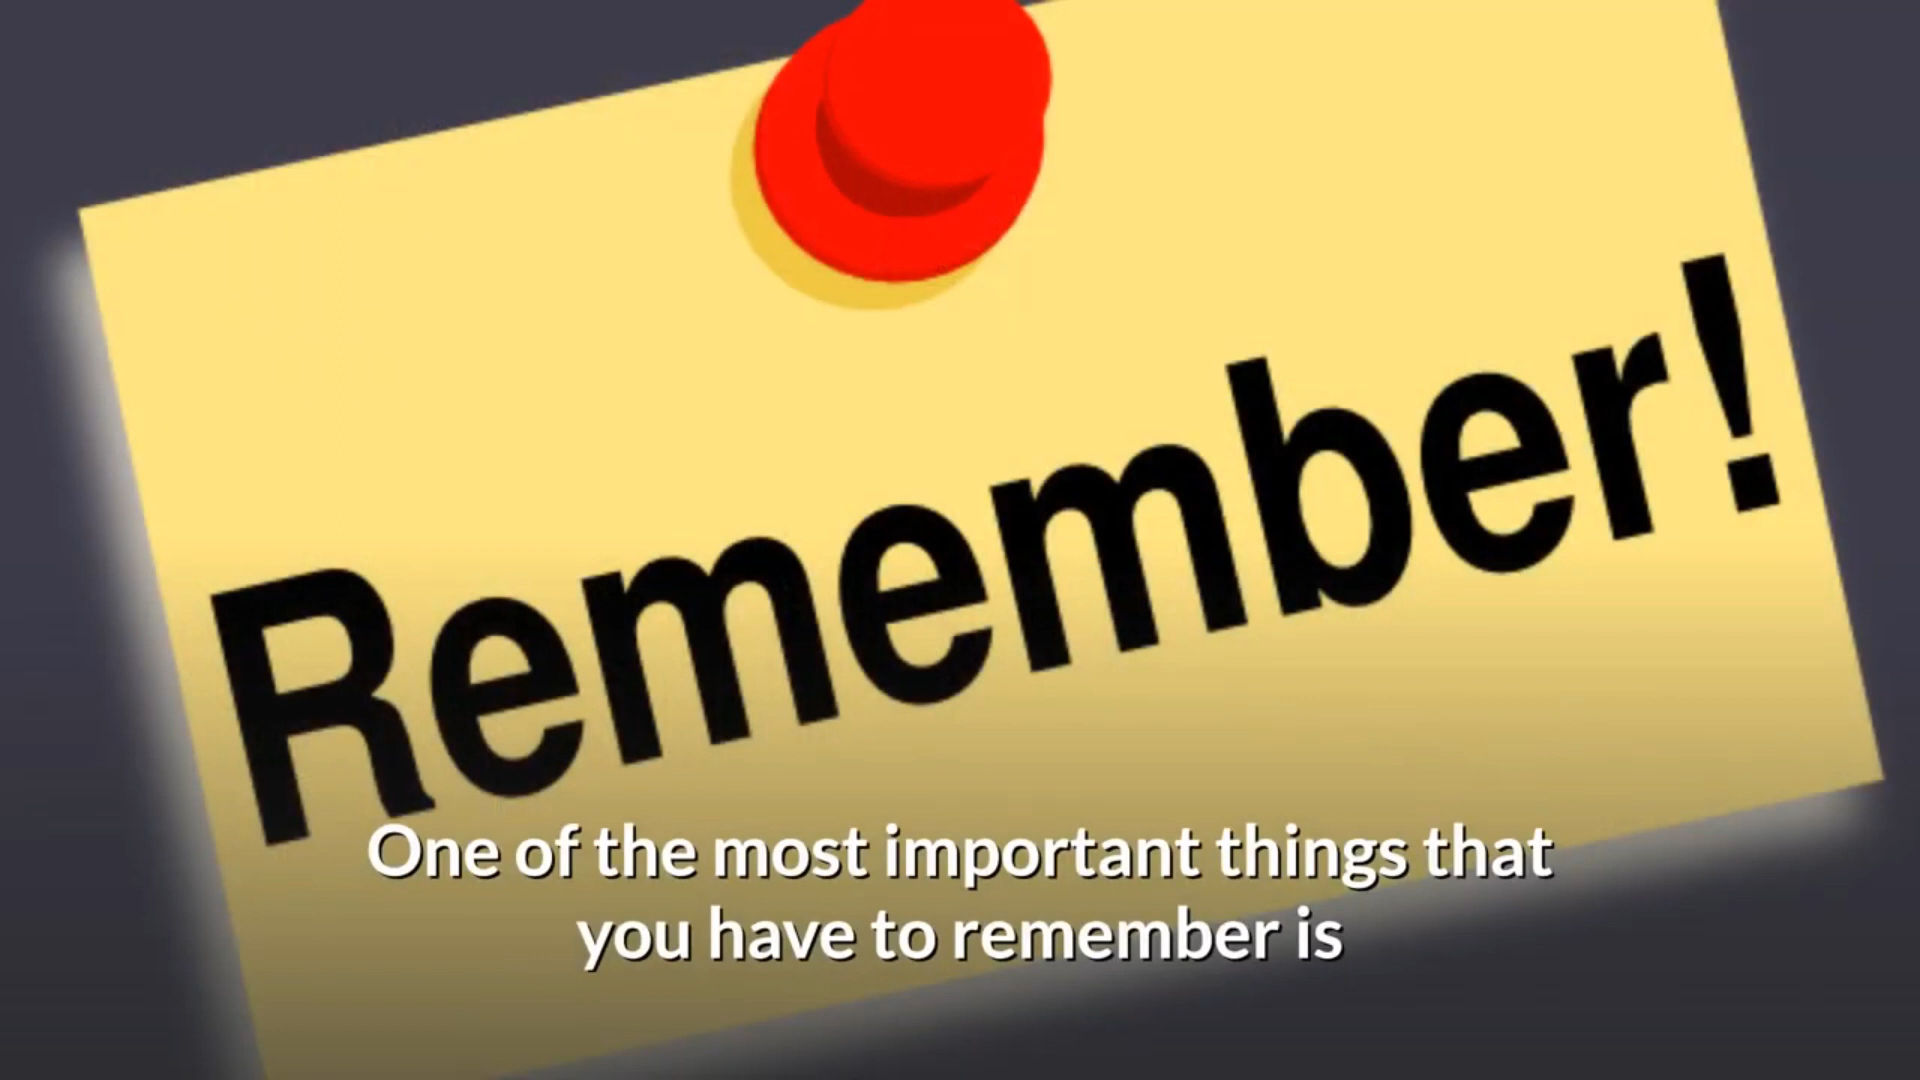 Remember!
One of the most important things that
you have to remember is